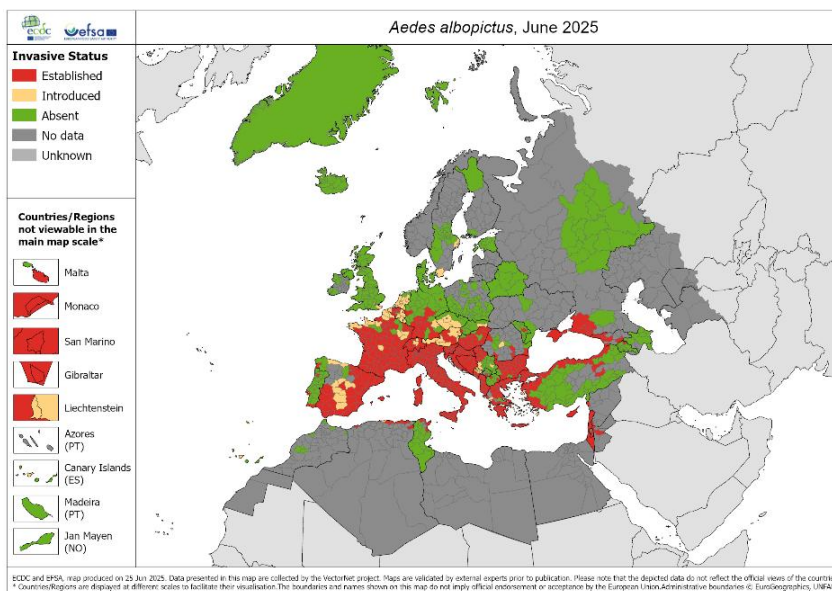 ecdc efsa
Aedes albopictus, June 2025
Invasive Status
Established
Introduced
Absent
No data
Unknown
Countries/Regions
not viewable in the
main map scale*
Malta
Monaco
San Marino
Gibraltar
Liechtenstein
Azores
(PT)
Canary Islands
(ES)
Madeira
(PT)
Jan Mayen
(NO)
ECDC and EFSA, map produced on 25 Jun 2025. Data presented in this map are collected by the VectorNet project. Maps are validated by external experts prior to publication. Please note that the depicted data do not reflect the official views of the countries
* Countries/Regions are displayed at different scales to facilitate their visualisation. The boundaries and names shown on this map do not imply official endorsement or acceptance by the European Union. Administrative boundaries © EuroGeographics,